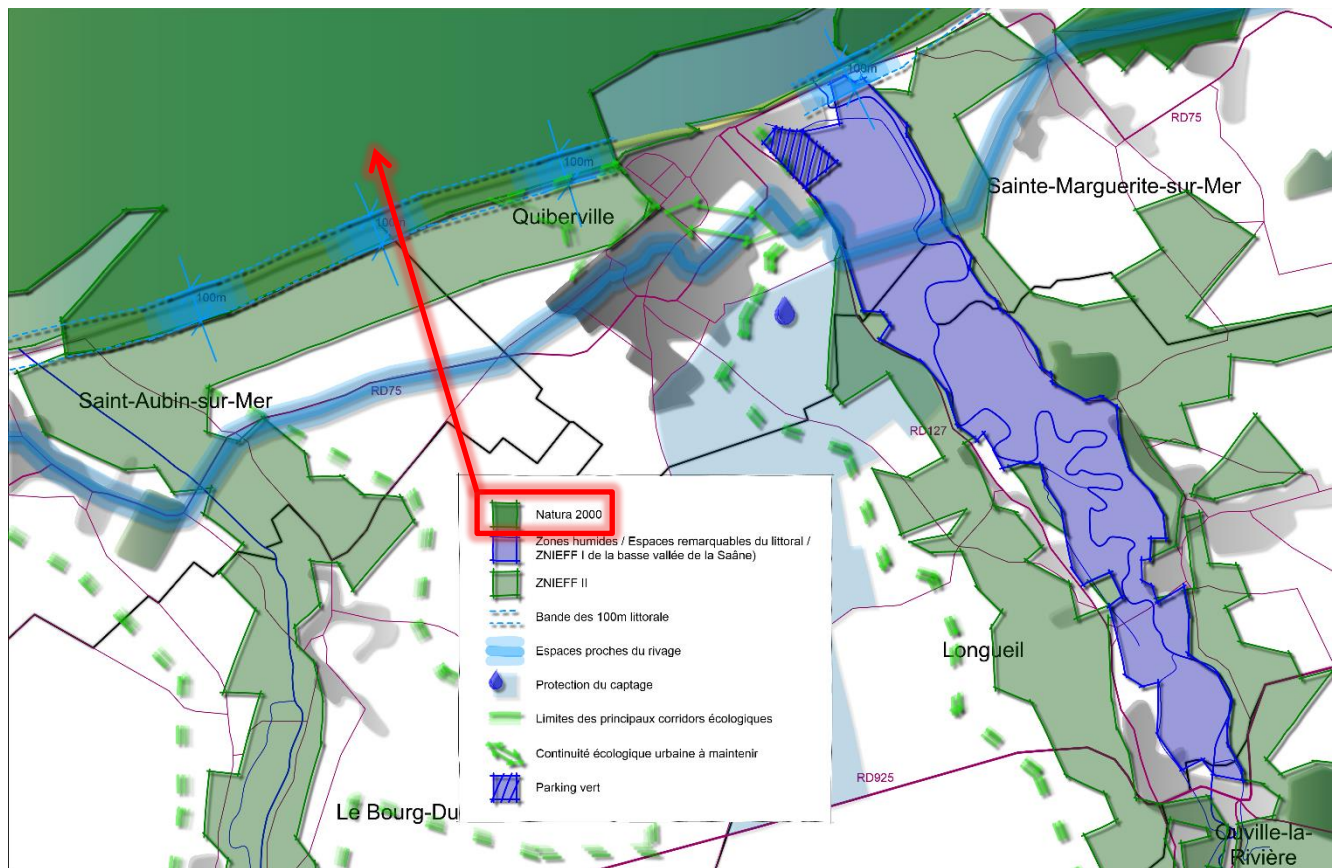 100m
RD75
Sainte-Marguerite-sur-Mer
100m
Quiberville
100m
100m
Saint-Aubin-sur-Mer
RD75
RD127
Natura 2000
Zones humides / Espaces remarquables du littoral /
ZNIEFF I de la basse vallée de la Saâne)
ZNIEFF II
Bande des 100m littorale
Espaces proches du rivage
Longueil
Protection du captage
Limites des principaux corridors écologiques
Continuité écologique urbaine à maintenir
RD925
Parking vert
Le Bourg-Du
Ouville-la-
Rivière